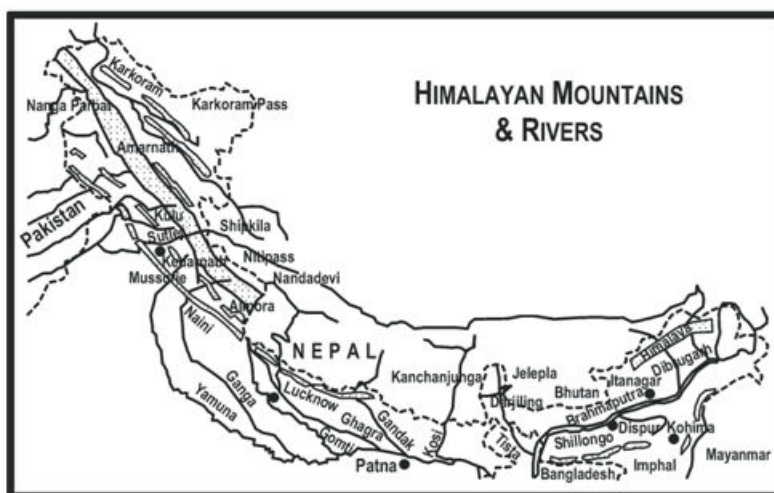 HIMALAYAN MOUNTAINS
& RIVERS
Karkoram
Nanga Parbat
Karkoram Pass
Amarnath
Pakistan
Kulu
Shipkila
Sutlej
Kedarnath
Nitipass
Mussorie
Nandadevi
Almora
Naini
NEPAL
Ganga
Yamuna
Lucknow
Ghagra
Gomti
Gandak
Kosi
Patna
Kanchanjunga
Jelepla
Darjiling
Bhutan
Tista
Himalaya
Dibrugarh
Itanagar
Brahmaputra
Dispur
Kohima
Shillongo
Imphal
Mayanmar
Bangladesh